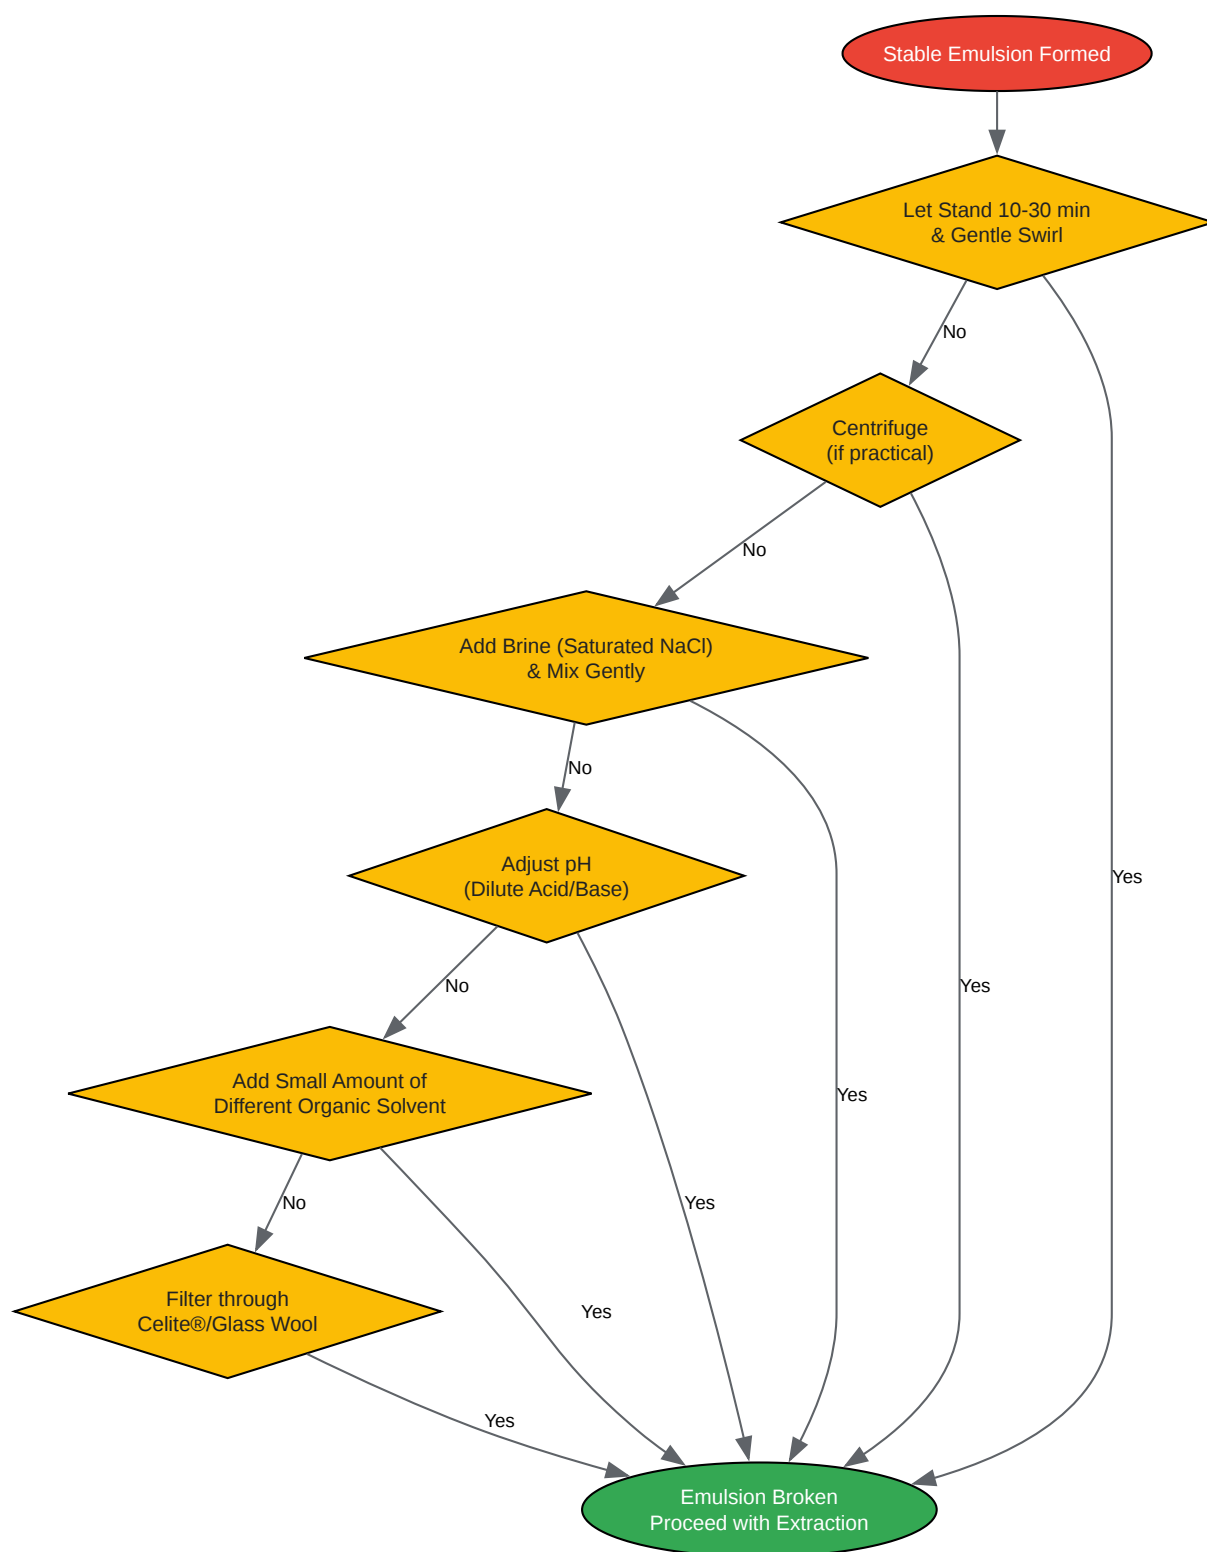 Stable Emulsion Formed
Let Stand 10-30 min
& Gentle Swirl
No
Centrifuge
(if practical)
No
Add Brine (Saturated NaCl)
& Mix Gently
No
Adjust pH
(Dilute Acid/Base)
Yes
No
Yes
Add Small Amount of
Different Organic Solvent
Yes
No
Yes
Filter through
Celite®/Glass Wool
Yes
Yes
Emulsion Broken
Proceed with Extraction